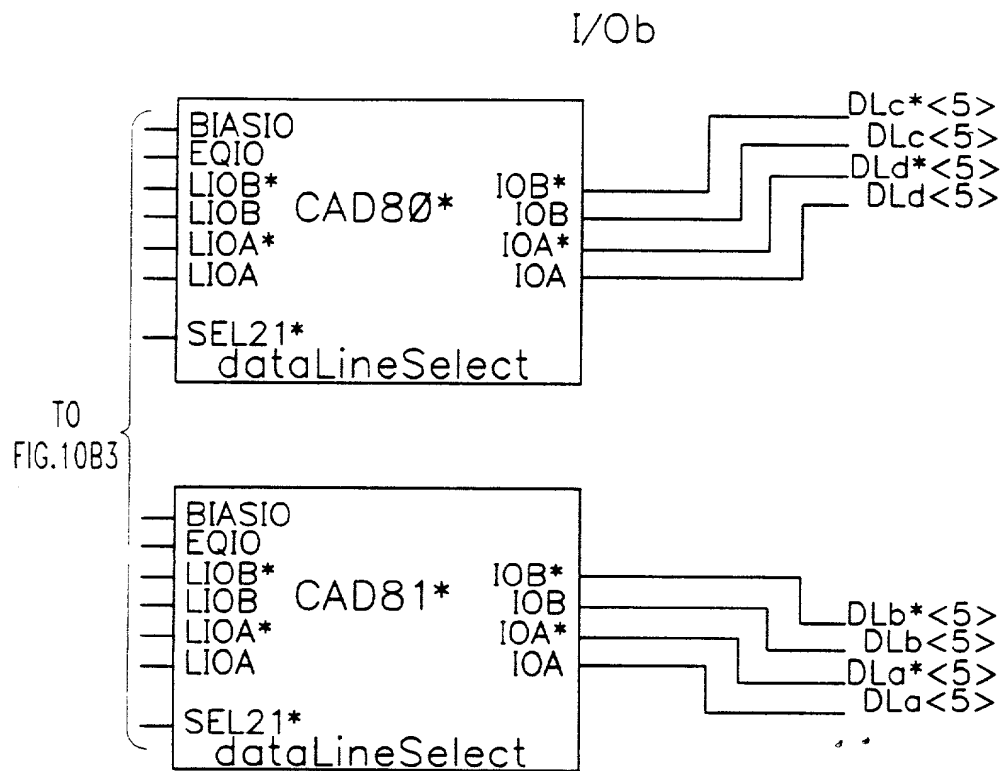 I/Ob
BIASIO
EQIO
LIOB*
LIOB
LIOA*
LIOA
SEL21*
CAD80*
dataLineSelect
IOB*
IOB
IOA*
IOA
DLc*<5>
DLc<5>
DLd*<5>
DLd<5>
TO
FIG.10B3
BIASIO
EQIO
LIOB*
LIOB
LIOA*
LIOA
SEL21*
CAD81*
dataLineSelect
IOB*
IOB
IOA*
IOA
DLb*<5>
DLb<5>
DLa*<5>
DLa<5>